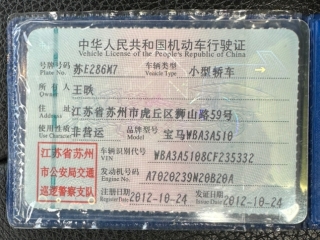 中华人民共和国机动车行驶证
Vehicle License of the People's Republic of China
号牌号码 苏E286M7 车辆类型 小型轿车
Plate No. Vehicle Type
所有人 王昳
Owner
住址 江苏省苏州市虎丘区狮山路59号
Address
使用性质 非营运 品牌型号 宝马WBA3A510
Use Character Model
江苏省苏州 车辆识别代号 WBA3A5108CF235332
VIN
市公安局交通 发动机号码 A7020239N20B20A
Engine No.
巡逻警察支队 注册日期 2012-10-24 发证日期 2012-10-24
Register Date Issue Date